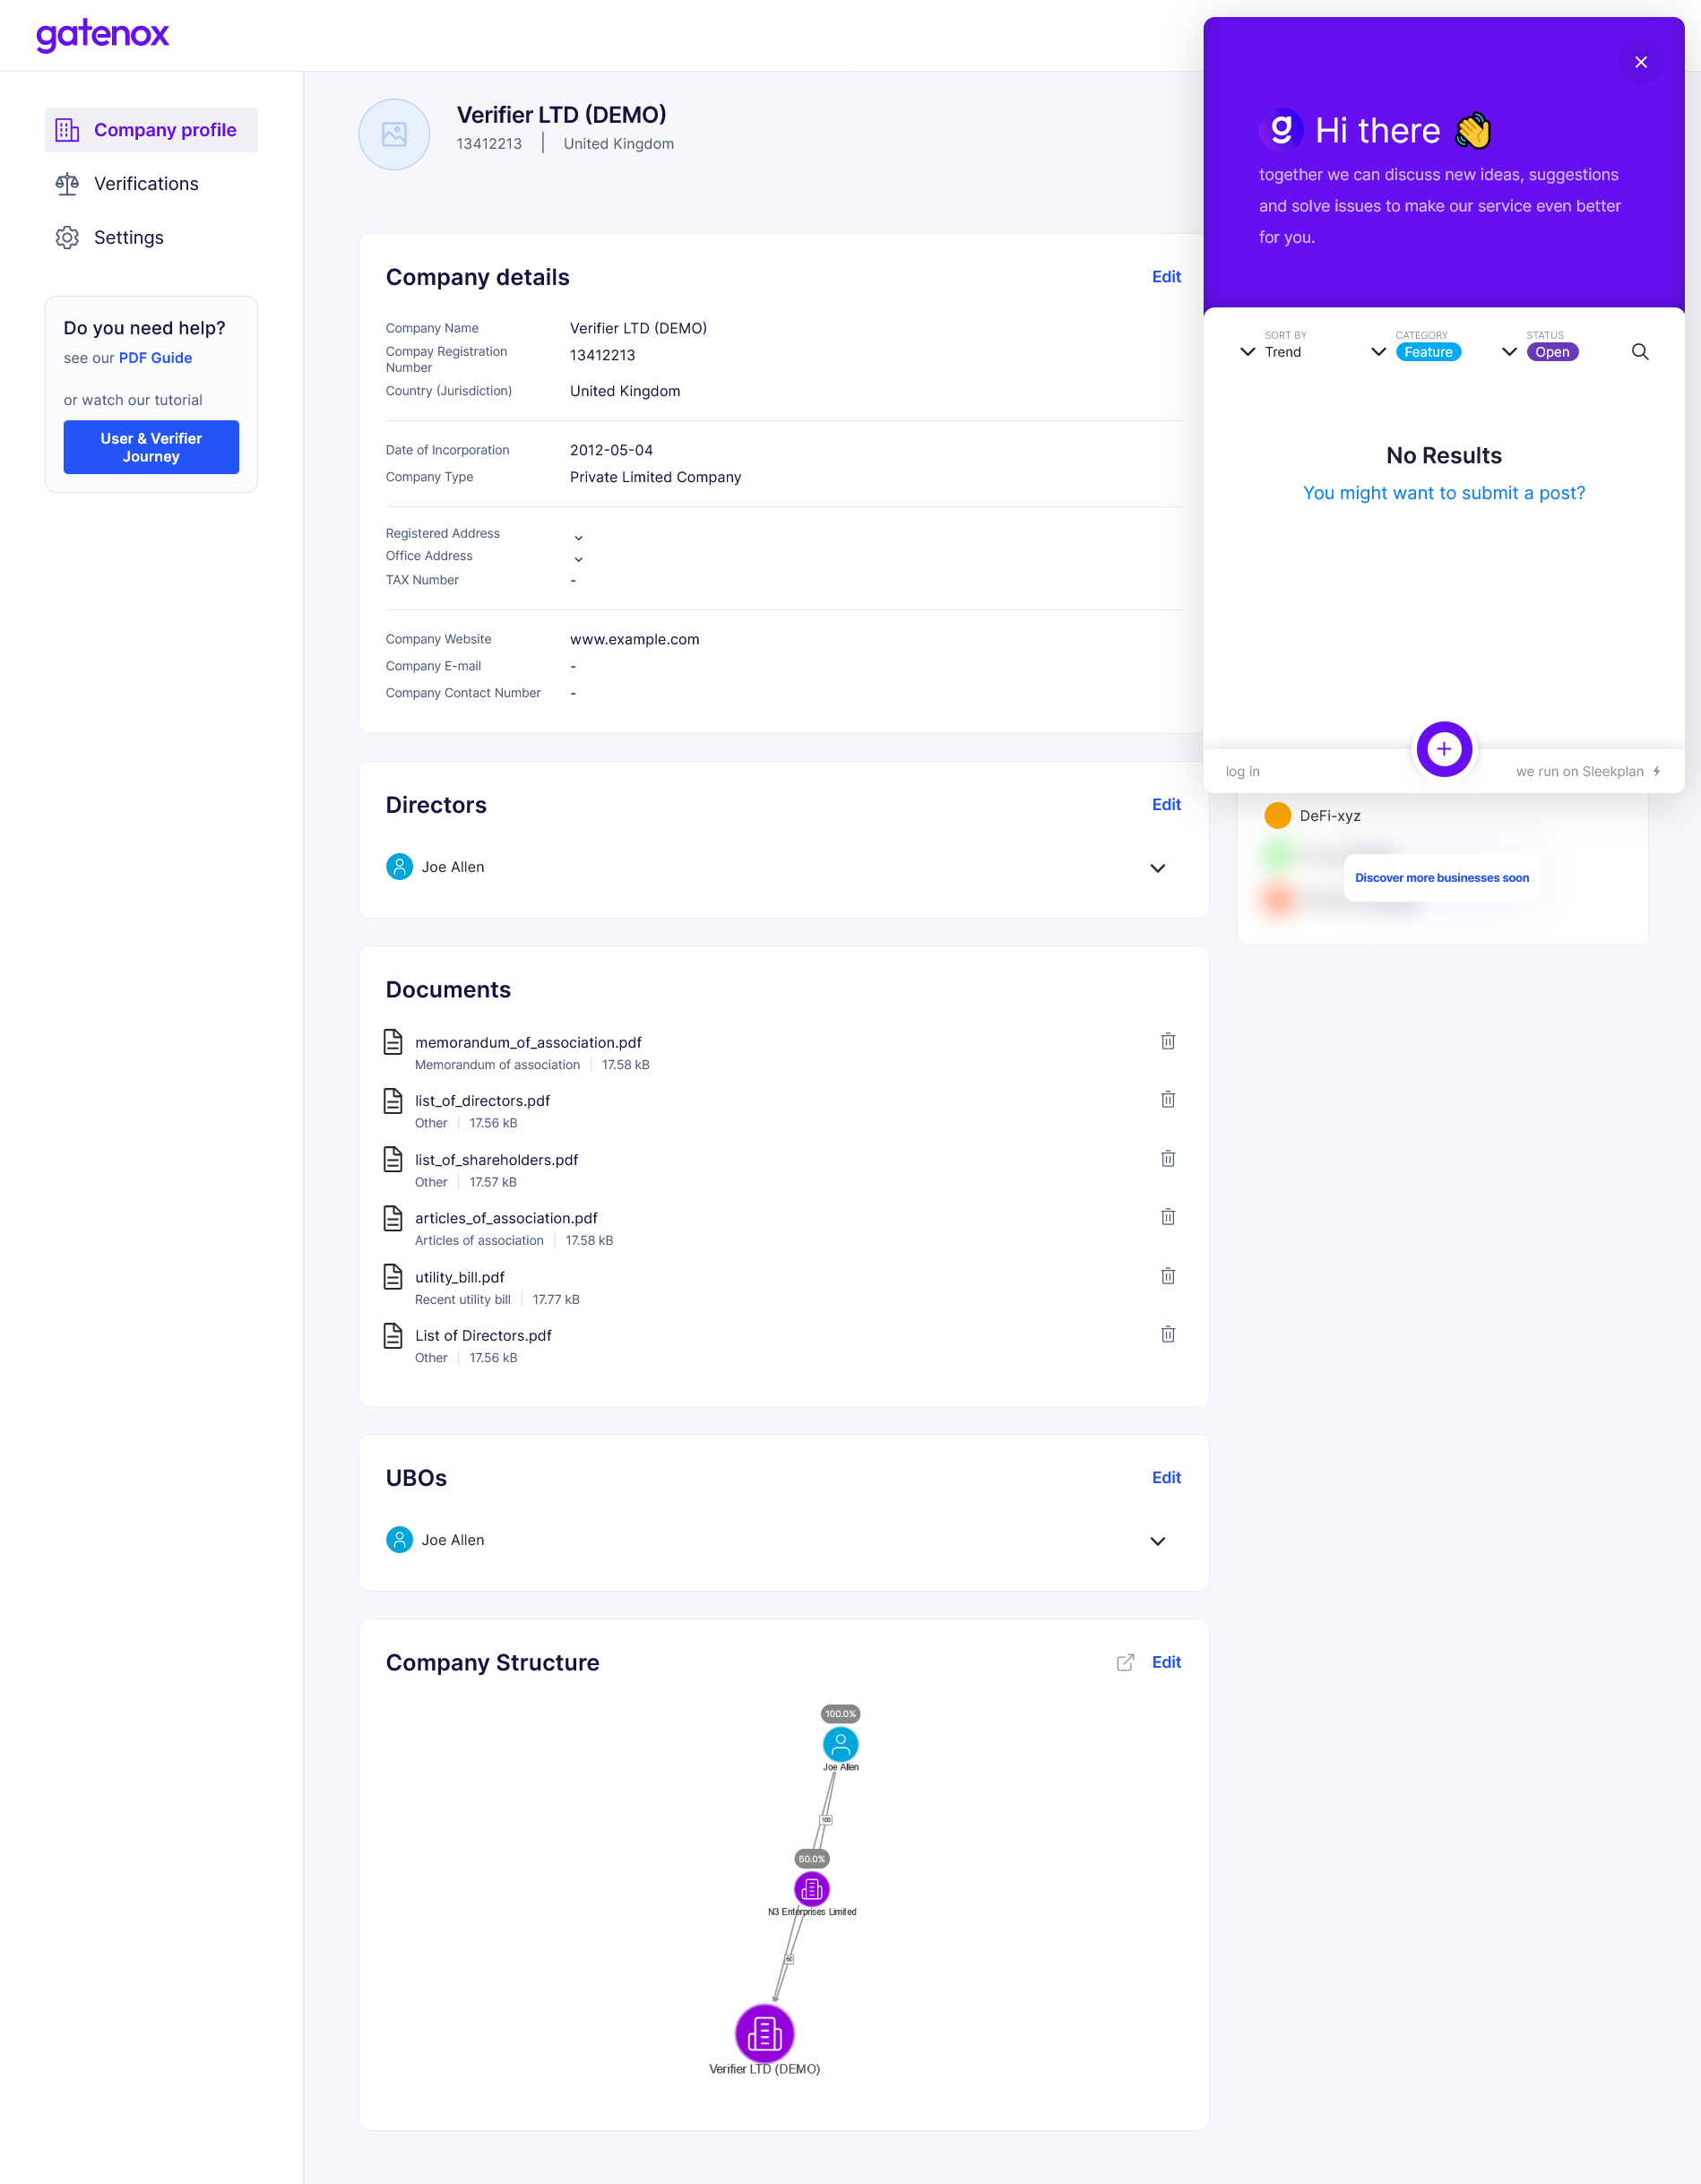 gatenox
Company profile
Verifications
Settings
Do you need help?
see our PDF Guide
or watch our tutorial
User & Verifier
Journey
Verifier LTD (DEMO)
13412213
United Kingdom
Company details
Edit
Company Name
Verifier LTD (DEMO)
Compay Registration
Number
13412213
Country (Jurisdiction)
United Kingdom
Date of Incorporation
2012-05-04
Company Type
Private Limited Company
Registered Address
Office Address
TAX Number
-
Company Website
www.example.com
Company E-mail
-
Company Contact Number
-
Directors
Edit
Joe Allen
Documents
memorandum_of_association.pdf
Memorandum of association | 17.58 kB
list_of_directors.pdf
Other | 17.56 kB
list_of_shareholders.pdf
Other | 17.57 kB
articles_of_association.pdf
Articles of association | 17.58 kB
utility_bill.pdf
Recent utility bill | 17.77 kB
List of Directors.pdf
Other | 17.56 kB
UBOs
Edit
Joe Allen
Company Structure
Edit
100.0%
Joe Allen
100
60.0%
N3 Enterprises Limited
60
Verifier LTD (DEMO)
g Hi there 👋
together we can discuss new ideas, suggestions
and solve issues to make our service even better
for you.
SORT BY
Trend
CATEGORY
Feature
STATUS
Open
No Results
You might want to submit a post?
log in
we run on Sleekplan
DeFi-xyz
Discover more businesses soon